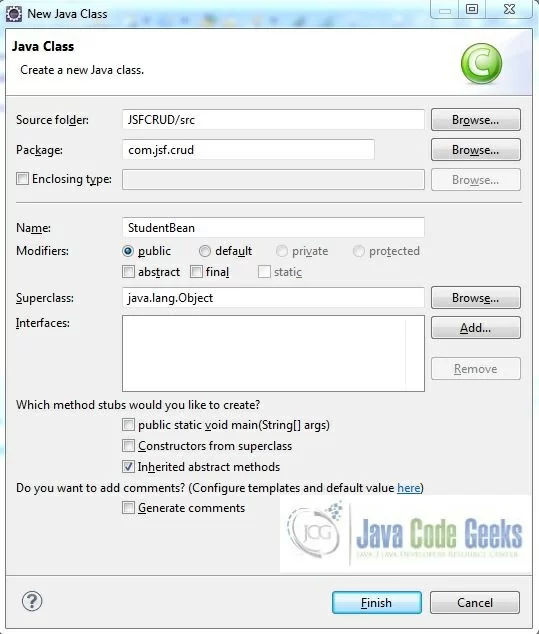 New Java Class
Java Class
Create a new Java class.
Source folder: JSFCRUD/src Browse...
Package: com.jsf.crud Browse...
Enclosing type: Browse...
Name: StudentBean
Modifiers: public default private protected
abstract final static
Superclass: java.lang.Object Browse...
Interfaces: Add...
Remove
Which method stubs would you like to create?
public static void main(String[] args)
Constructors from superclass
Inherited abstract methods
Do you want to add comments? (Configure templates and default value here)
Generate comments
JCG Java Code Geeks
JAVA 2 JAVA DEVELOPERS RESOURCE CENTER
Finish Cancel